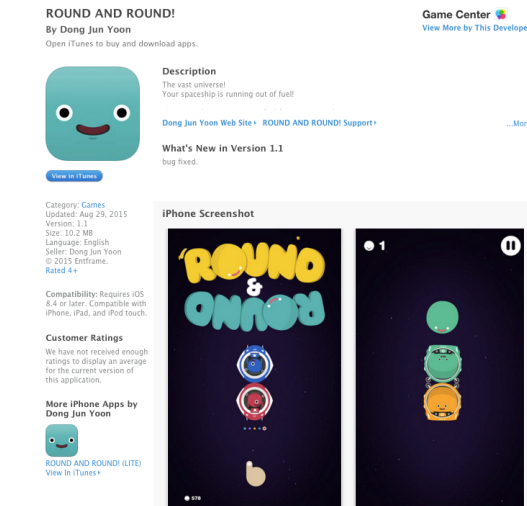 ROUND AND ROUND!
By Dong Jun Yoon
Open iTunes to buy and download apps.
Game Center
View More by This Develope
Description
The vast universe!
Your spaceship is running out of fuel!
Dong Jun Yoon Web Site
ROUND AND ROUND! Support
...Mor
What's New in Version 1.1
bug fixed.
View in iTunes
Category: Games
Updated: Aug 29, 2015
Version: 1.1
Size: 10.2 MB
Language: English
Seller: Dong Jun Yoon
© 2015 Entframe.
Rated 4+
Compatibility: Requires iOS
8.4 or later. Compatible with
iPhone, iPad, and iPod touch.
Customer Ratings
We have not received enough
ratings to display an average
for the current version of
this application.
More iPhone Apps by
Dong Jun Yoon
ROUND AND ROUND! (LITE)
View In iTunes
iPhone Screenshot
ROUND
&
ROUND
578
1